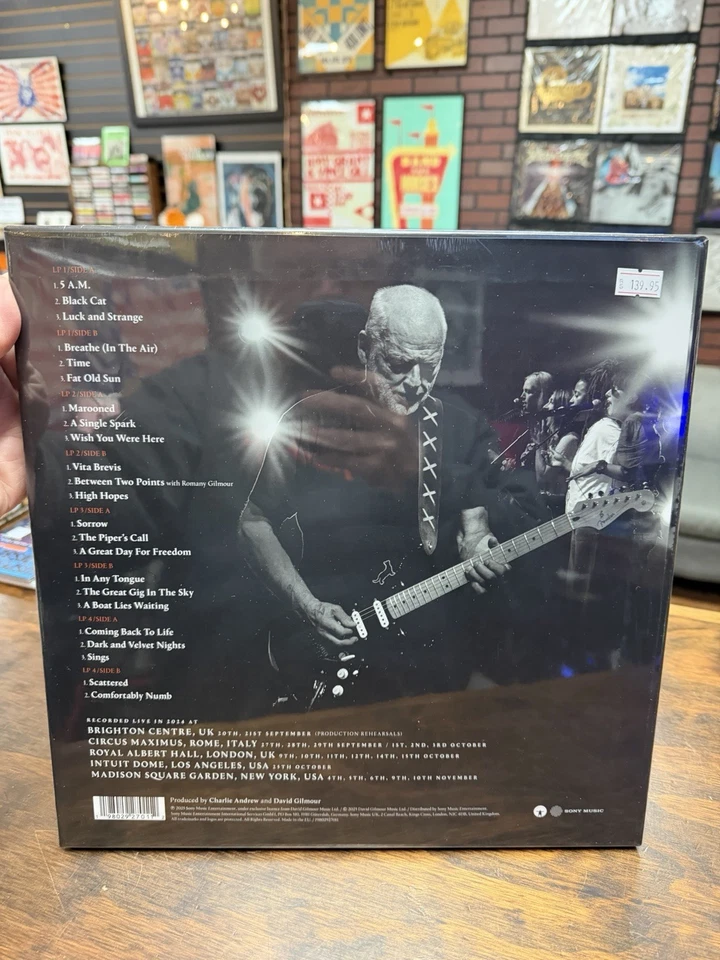 LP 1/SIDE A
1. 5 A.M.
2. Black Cat
3. Luck and Strange
LP 1/SIDE B
1. Breathe (In The Air)
2. Time
3. Fat Old Sun
LP 2/SIDE A
1. Marooned
2. A Single Spark
3. Wish You Were Here
LP 2/SIDE B
1. Vita Brevis
2. Between Two Points with Romany Gilmour
3. High Hopes
LP 3/SIDE A
1. Sorrow
2. The Piper's Call
3. A Great Day For Freedom
LP 3/SIDE B
1. In Any Tongue
2. The Great Gig In The Sky
3. A Boat Lies Waiting
LP 4/SIDE A
1. Coming Back To Life
2. Dark and Velvet Nights
3. Sings
LP 4/SIDE B
1. Scattered
2. Comfortably Numb
RECORDED LIVE IN 2024 AT
BRIGHTON CENTRE, UK 20TH, 21ST SEPTEMBER (PRODUCTION REHEARSALS)
CIRCUS MAXIMUS, ROME, ITALY 27TH, 28TH, 29TH SEPTEMBER / 1ST, 2ND, 3RD OCTOBER
ROYAL ALBERT HALL, LONDON, UK 9TH, 10TH, 11TH, 12TH, 14TH, 15TH OCTOBER
INTUIT DOME, LOS ANGELES, USA 25TH OCTOBER
MADISON SQUARE GARDEN, NEW YORK, USA 4TH, 5TH, 6TH, 9TH, 10TH NOVEMBER
Produced by Charlie Andrew and David Gilmour
SONY MUSIC
139.95